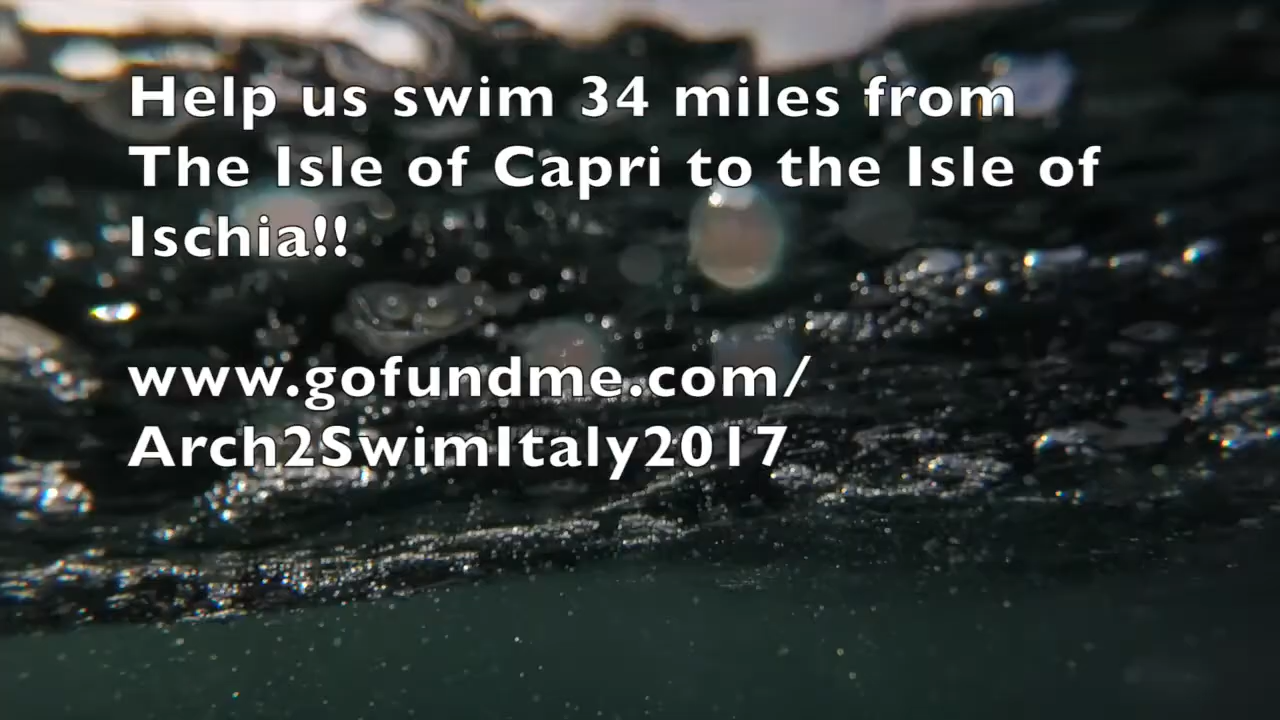 Help us swim 34 miles from
The Isle of Capri to the Isle of
Ischia!!
www.gofundme.com/
Arch2SwimItaly2017